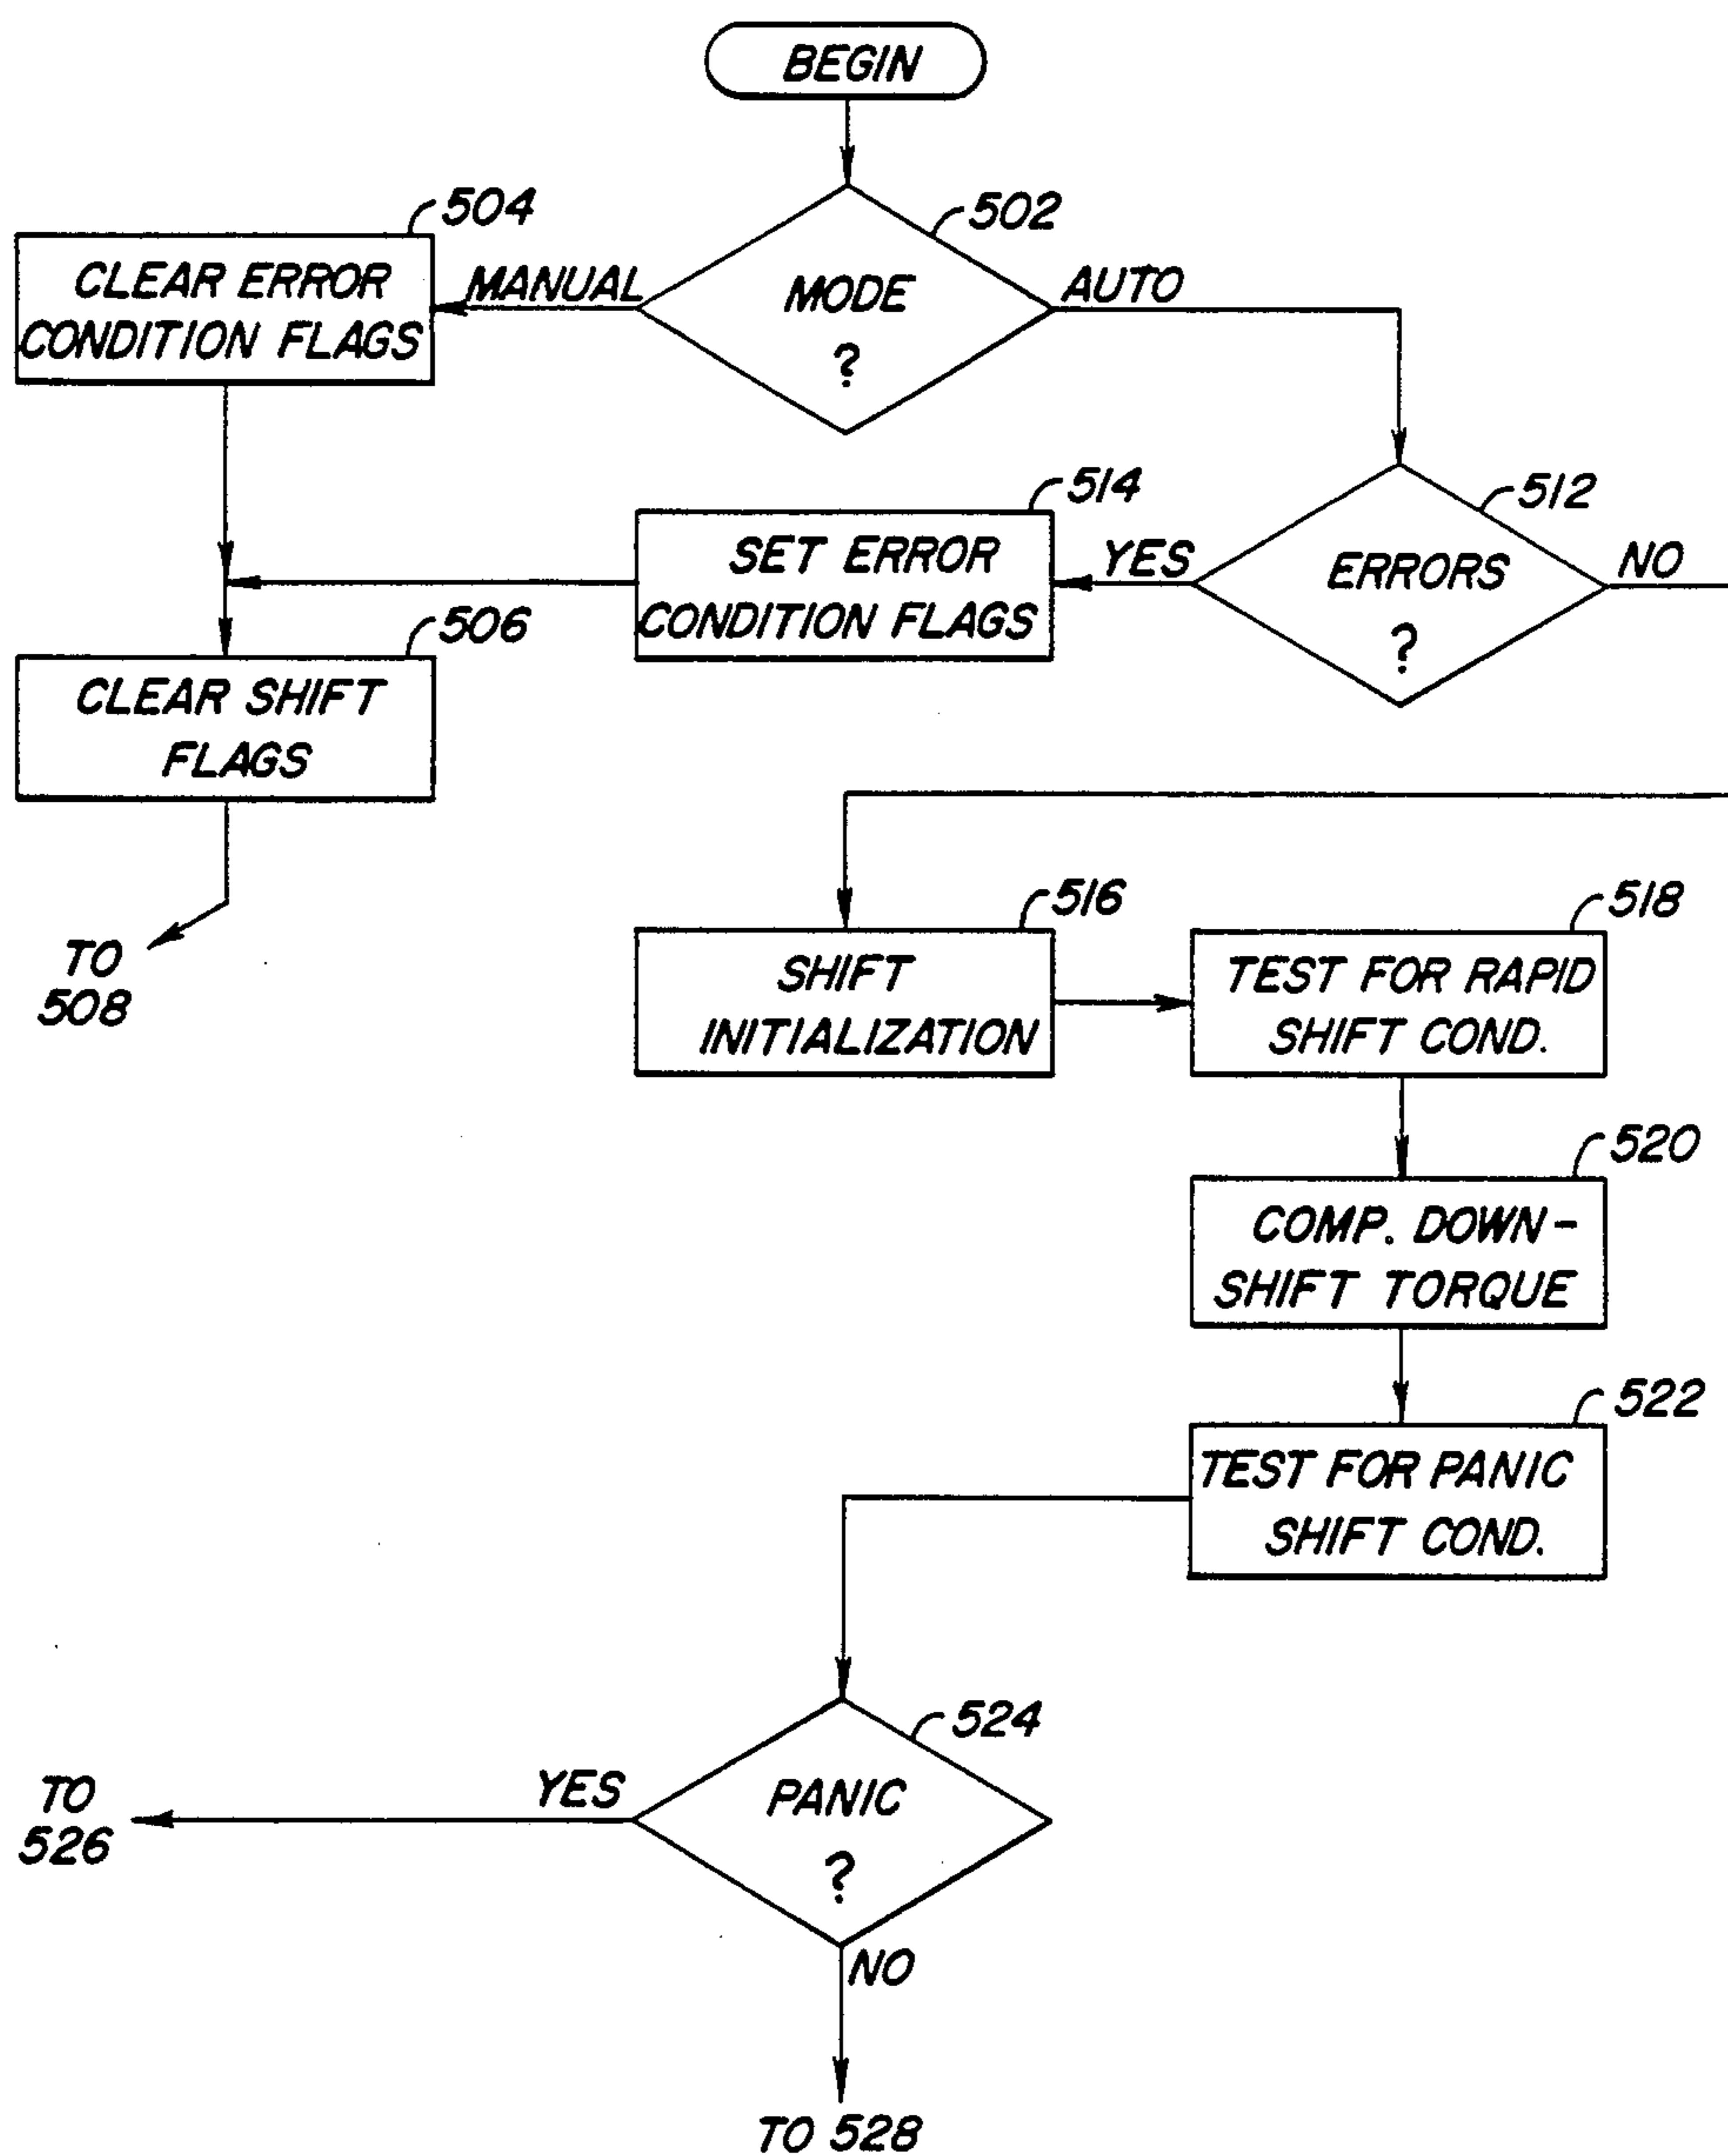 BEGIN
504
502
CLEAR ERROR
CONDITION FLAGS
MANUAL
MODE
?
AUTO
514
512
SET ERROR
CONDITION FLAGS
YES
ERRORS
?
NO
506
CLEAR SHIFT
FLAGS
TO
508
516
518
SHIFT
INITIALIZATION
TEST FOR RAPID
SHIFT COND.
520
COMP. DOWN-
SHIFT TORQUE
522
TEST FOR PANIC
SHIFT COND.
524
TO
526
YES
PANIC
?
NO
TO 528